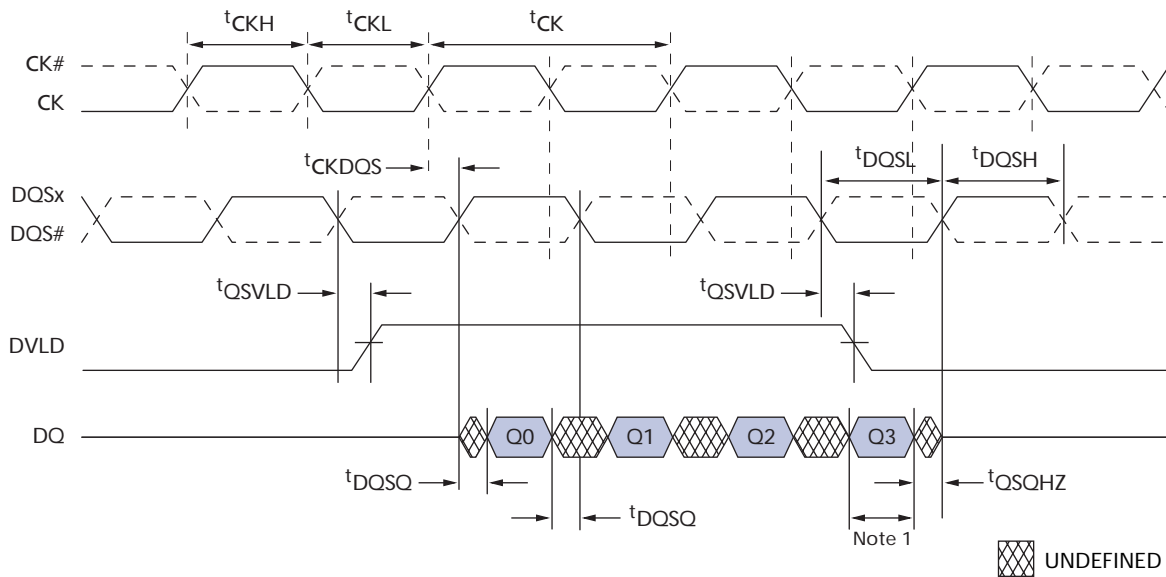 tCKH tCKL tCK
CK#
CK
tCKDQS tDQSL tDQSH
DQSx
DQS#
tQSVLD tQSVLD
DVLD
DQ Q0 Q1 Q2 Q3
tDQSQ tQSQHZ
tDQSQ
Note 1
UNDEFINED